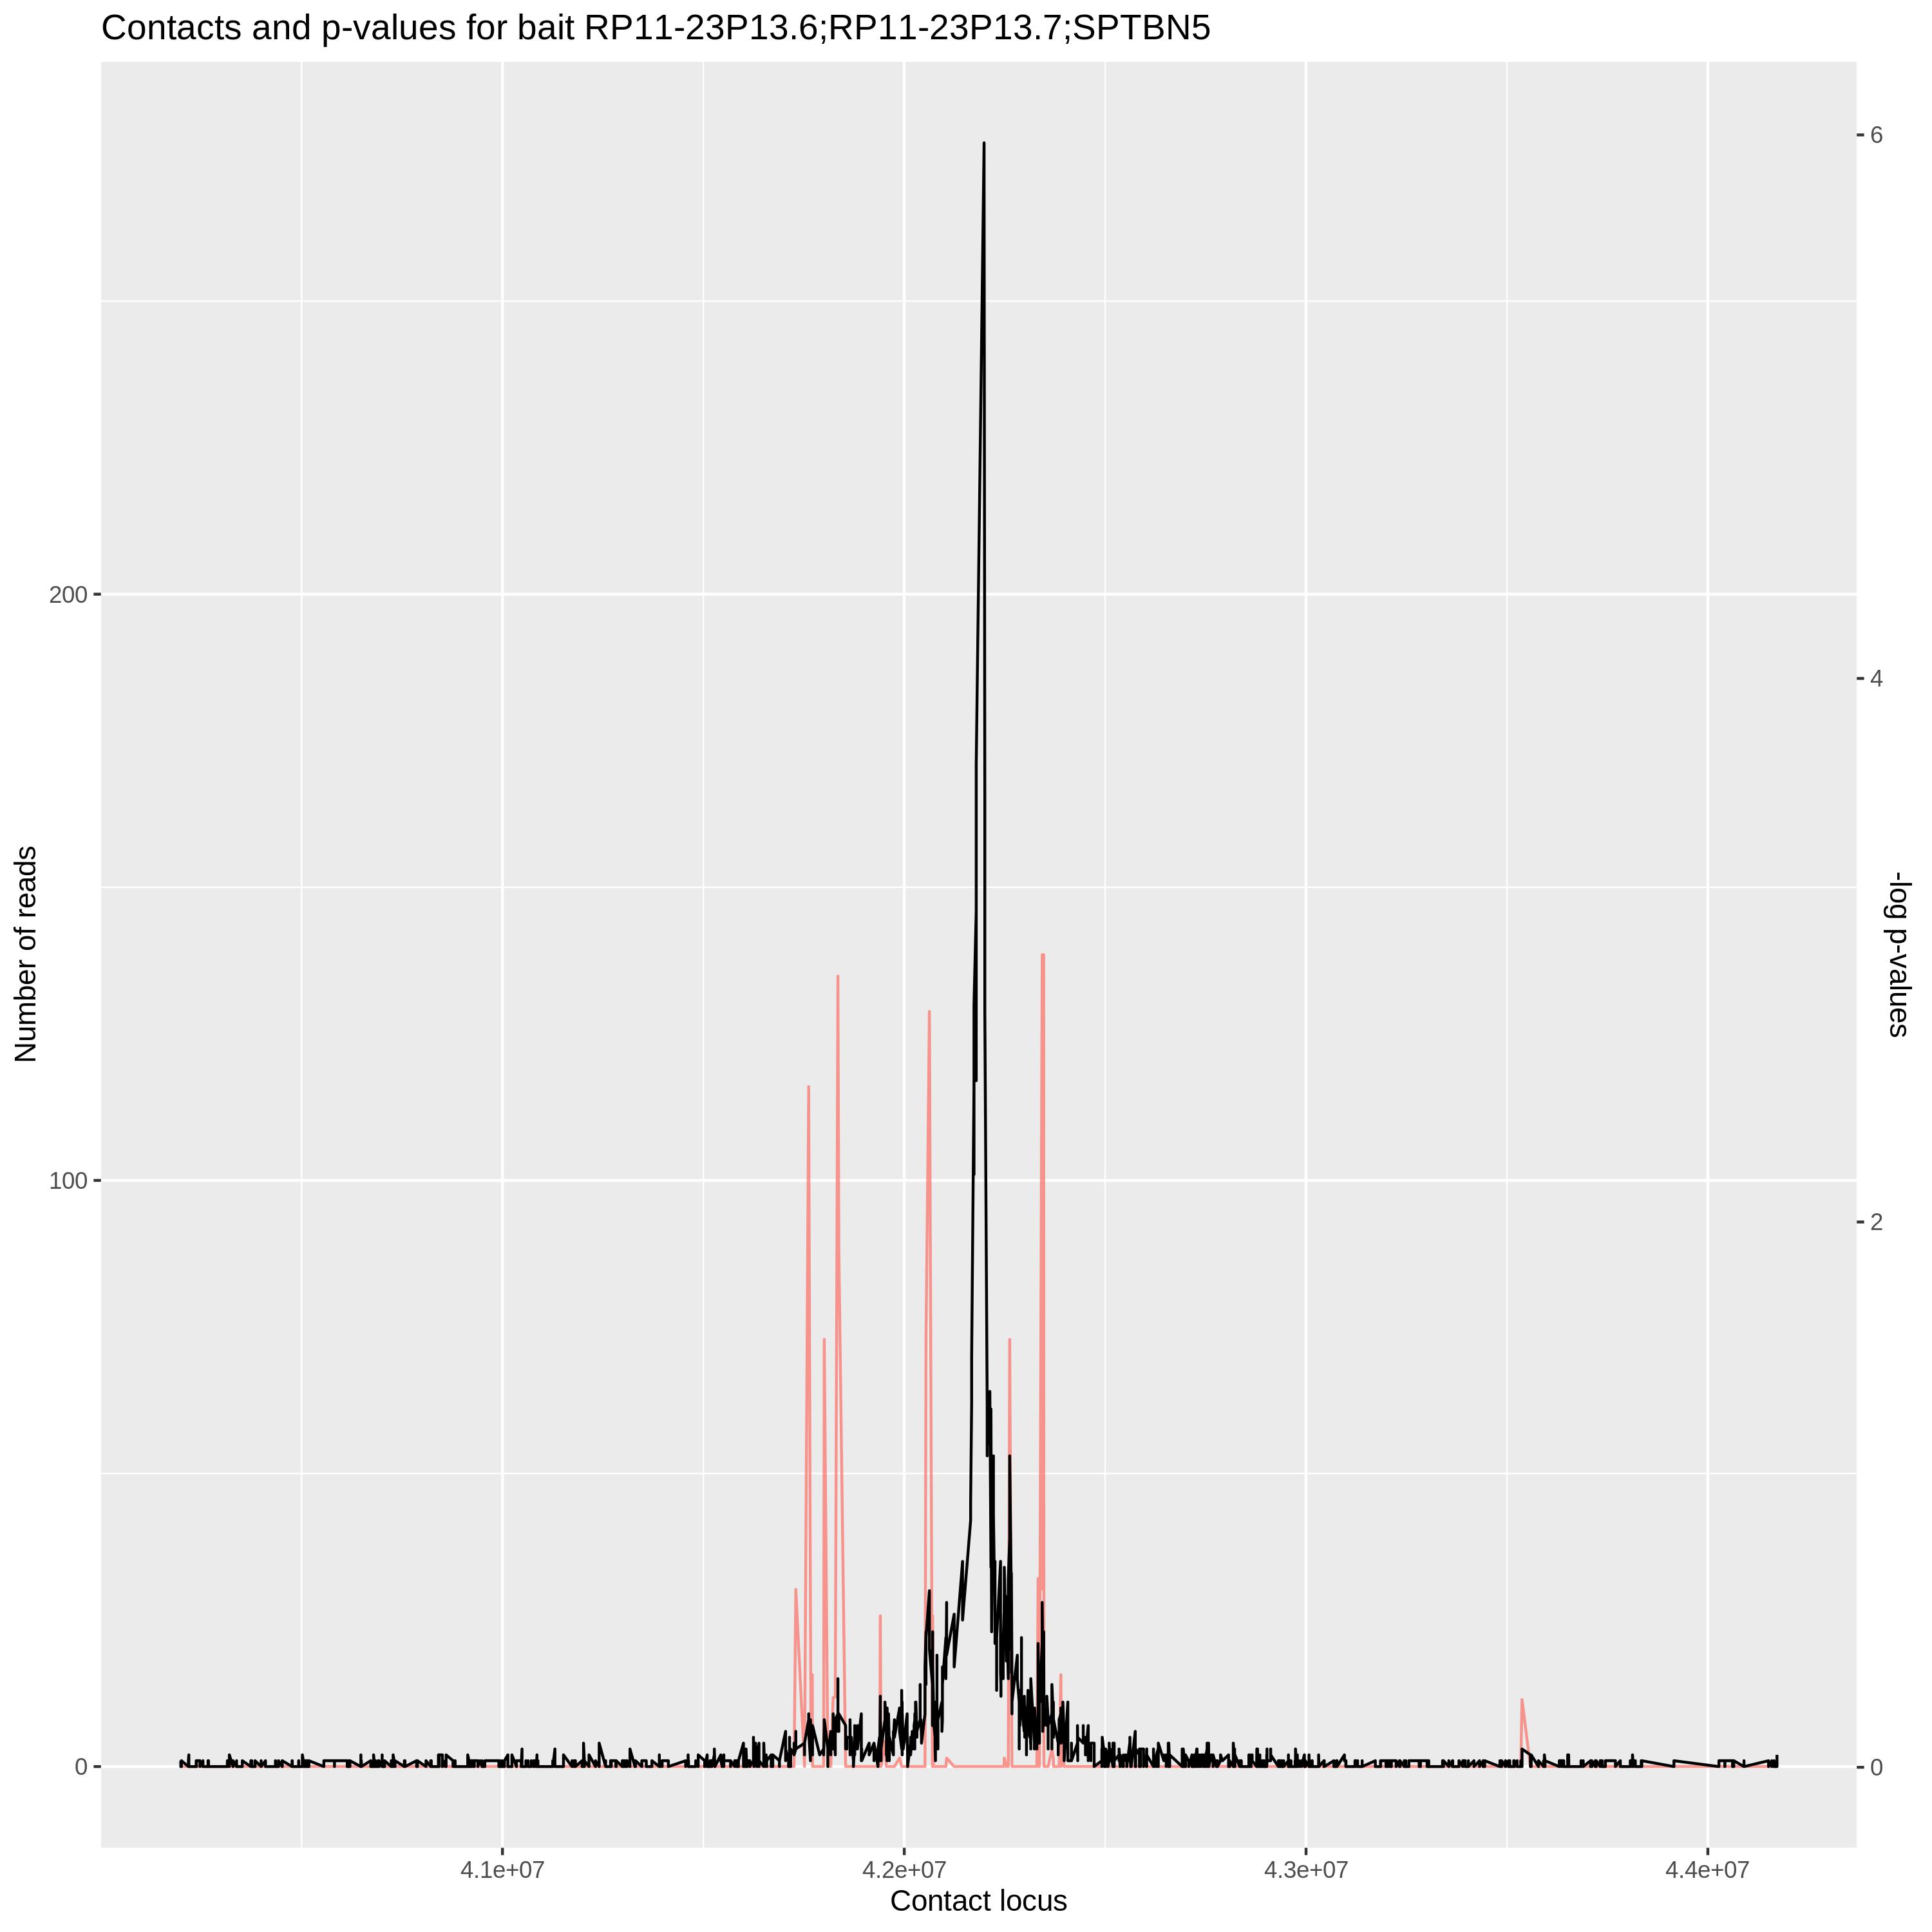 Contacts and p-values for bait RP11-23P13.6;RP11-23P13.7;SPTBN5
6
200
4
Number of reads
-log p-values
100
2
0
0
4.1e+07
4.2e+07
4.3e+07
4.4e+07
Contact locus